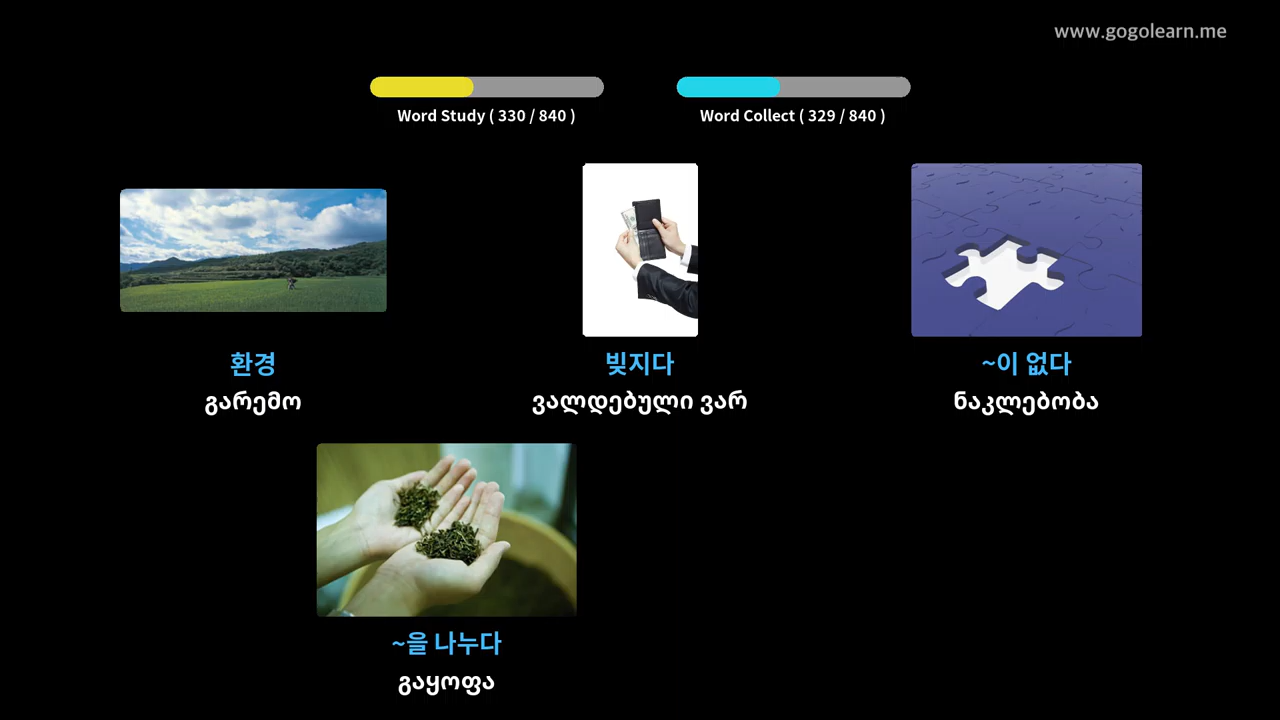 www.gogolearn.me
Word Study ( 330 / 840 )
Word Collect ( 329 / 840 )
환경
გარემო
빚지다
ვალდებული ვარ
~이 없다
ნაკლებობა
~을 나누다
გაყოფა